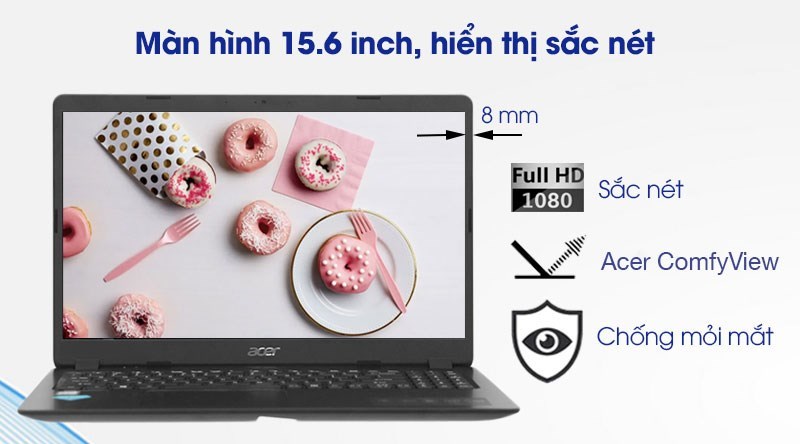 Màn hình 15.6 inch, hiển thị sắc nét
8 mm
Full HD
1080
Sắc nét
Acer ComfyView
Chống mỏi mắt
acer